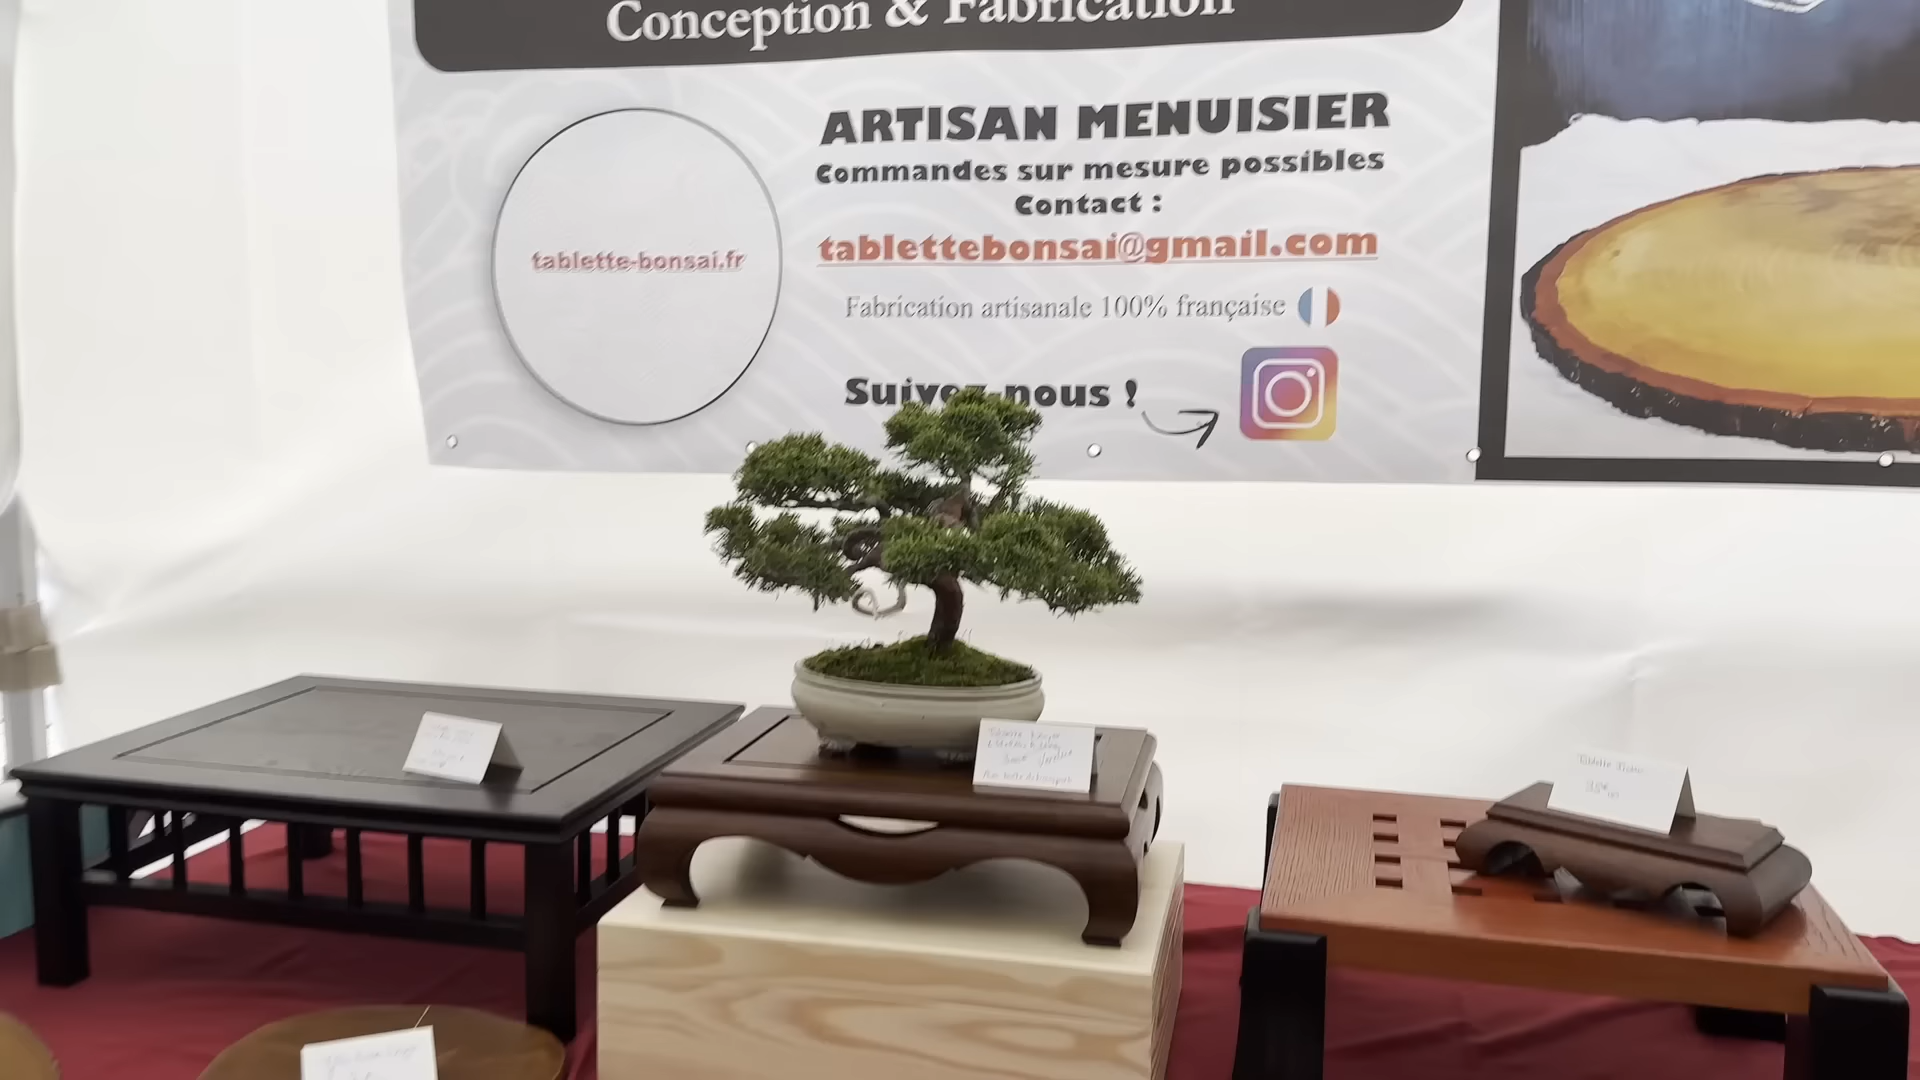 Conception & Fabrication
ARTISAN MENUISIER
Commandes sur mesure possibles
Contact :
tablettebonsai@gmail.com
tablette-bonsai.fr
Fabrication artisanale 100% française
Suivez-nous !